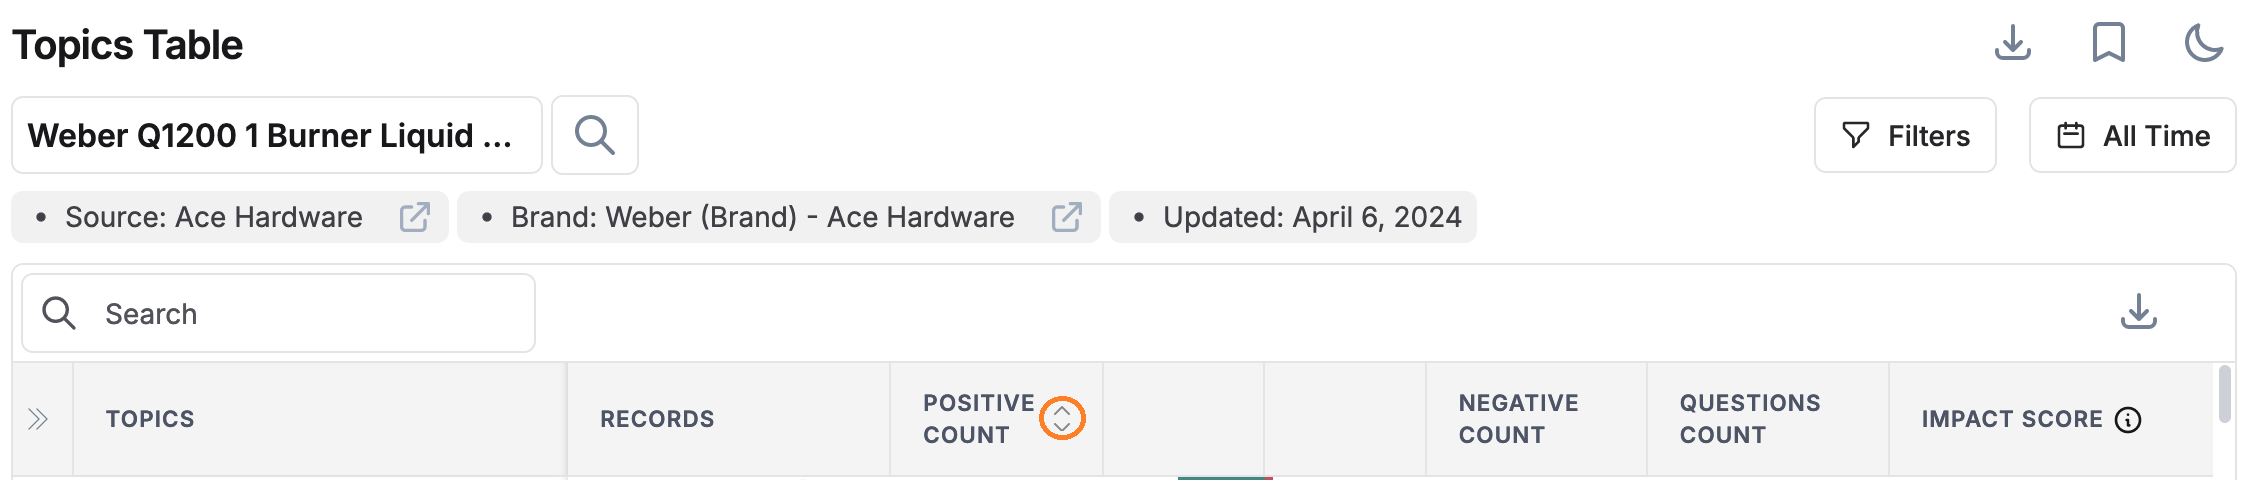 Topics Table
Weber Q1200 1 Burner Liquid ...
Filters
All Time
• Source: Ace Hardware
• Brand: Weber (Brand) - Ace Hardware
• Updated: April 6, 2024
Search
TOPICS
RECORDS
POSITIVE
COUNT
NEGATIVE
COUNT
QUESTIONS
COUNT
IMPACT SCORE